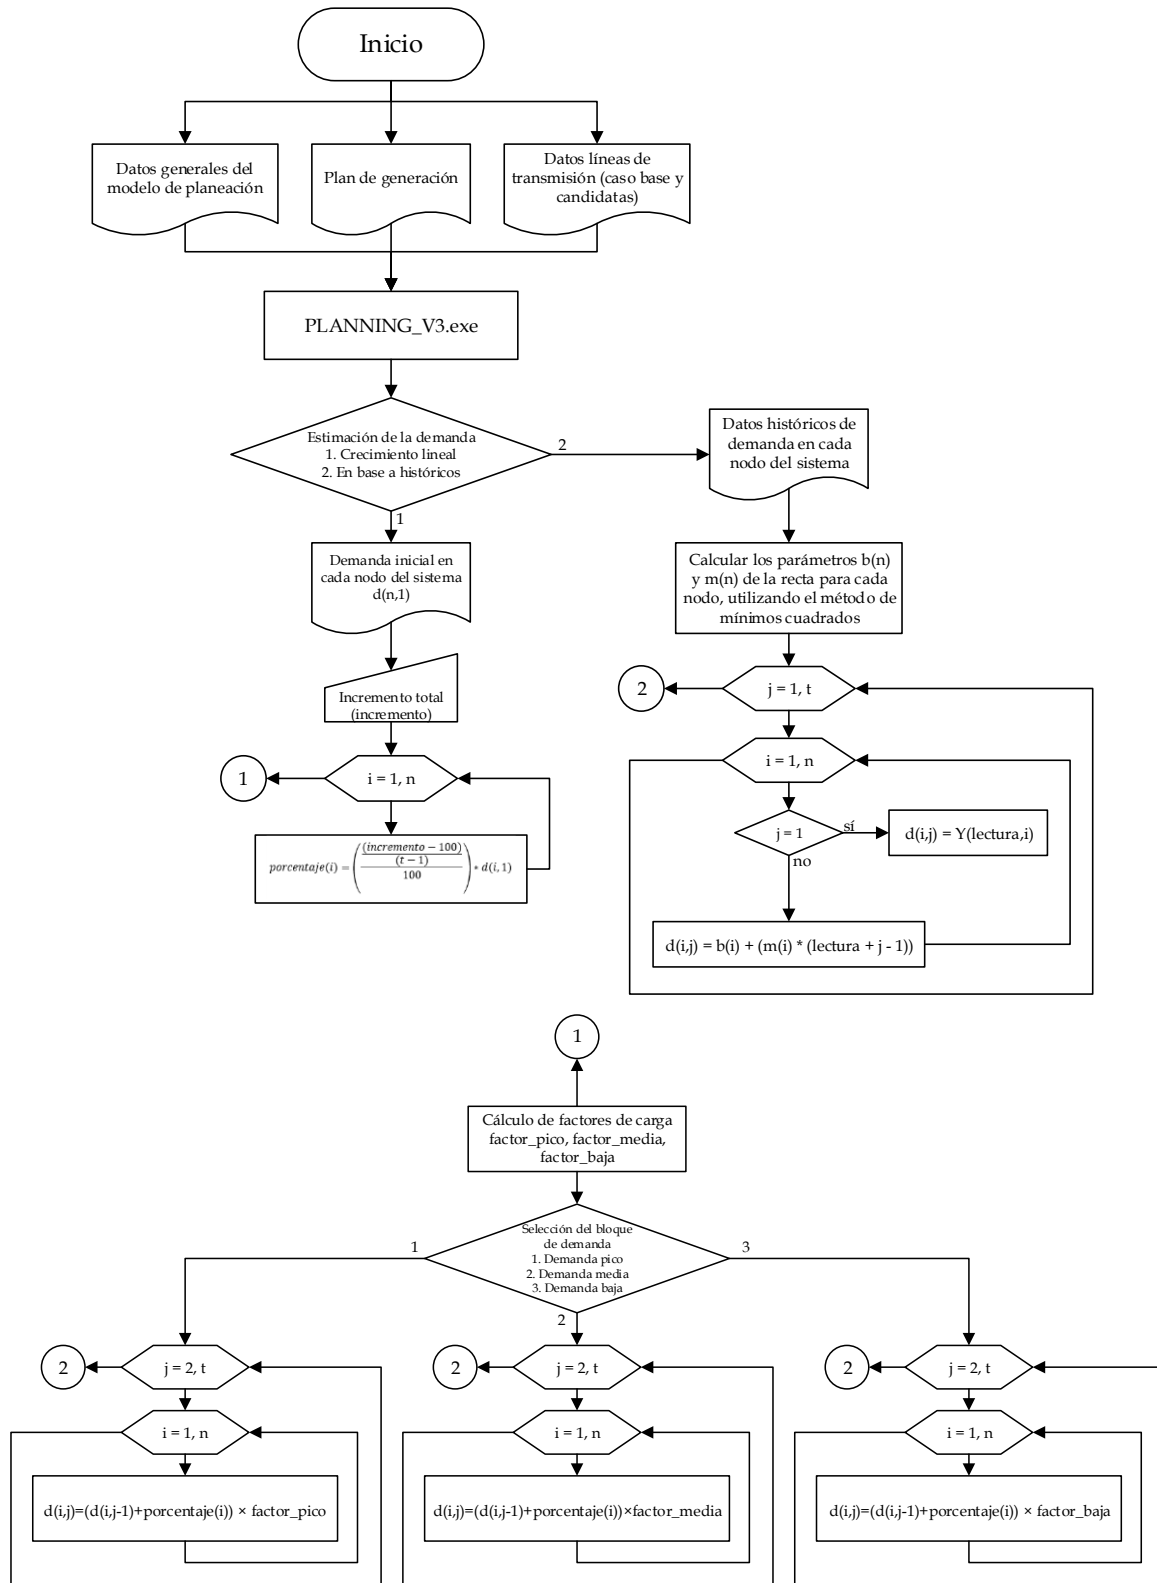 Inicio
Datos generales del
modelo de planeación
Plan de generación
Datos líneas de
transmisión (caso base y
candidatas)
PLANNING_V3.exe
Estimación de la demanda
1. Crecimiento lineal
2. En base a históricos
2
1
Datos históricos de
demanda en cada
nodo del sistema
Demanda inicial en
cada nodo del sistema
d(n,1)
Calcular los parámetros b(n)
y m(n) de la recta para cada
nodo, utilizando el método de
mínimos cuadrados
Incremento total
(incremento)
2
j = 1, t
1
i = 1, n
i = 1, n
porcentaje(i) = (((incremento − 100)/(t − 1))/100) * d(i, 1)
j = 1
sí
d(i,j) = Y(lectura,i)
no
d(i,j) = b(i) + (m(i) * (lectura + j - 1))
1
Cálculo de factores de carga
factor_pico, factor_media,
factor_baja
Selección del bloque
de demanda
1. Demanda pico
2. Demanda media
3. Demanda baja
1
3
2
2
j = 2, t
2
j = 2, t
2
j = 2, t
i = 1, n
i = 1, n
i = 1, n
d(i,j)=(d(i,j-1)+porcentaje(i)) × factor_pico
d(i,j)=(d(i,j-1)+porcentaje(i))×factor_media
d(i,j)=(d(i,j-1)+porcentaje(i)) × factor_baja